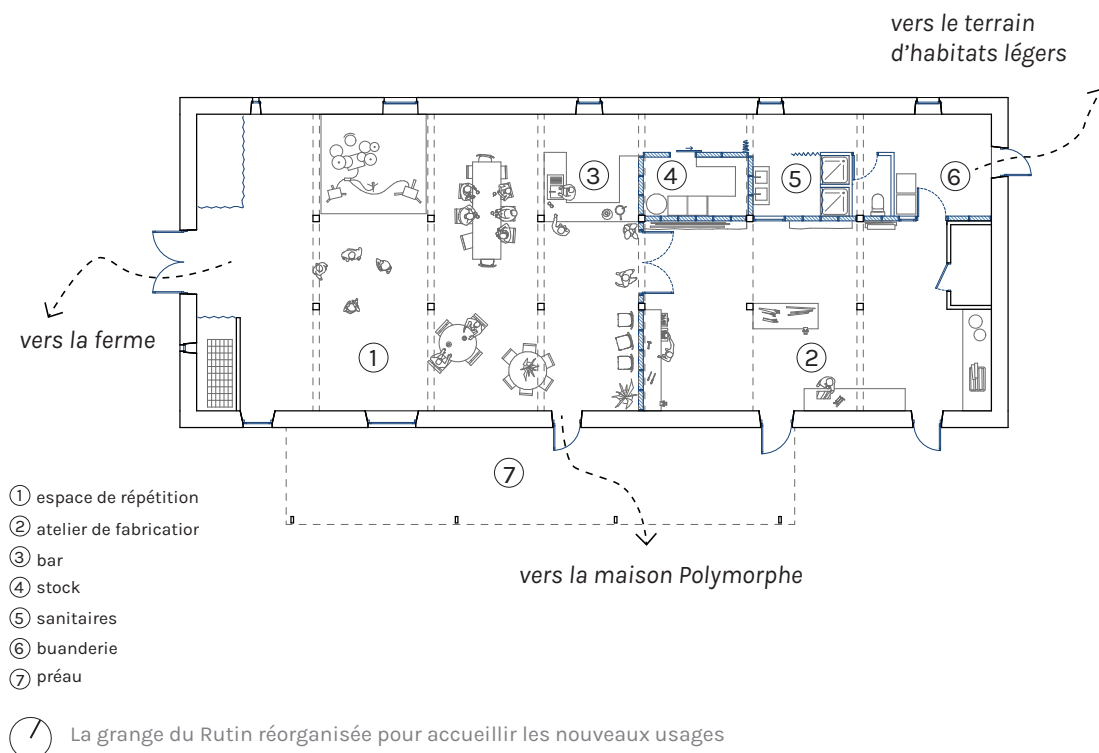 vers le terrain
d’habitats légers
3
4
5
6
vers la ferme
1
2
7
vers la maison Polymorphe
1 espace de répétition
2 atelier de fabricatior
3 bar
4 stock
5 sanitaires
6 buanderie
7 préau
La grange du Rutin réorganisée pour accueillir les nouveaux usages